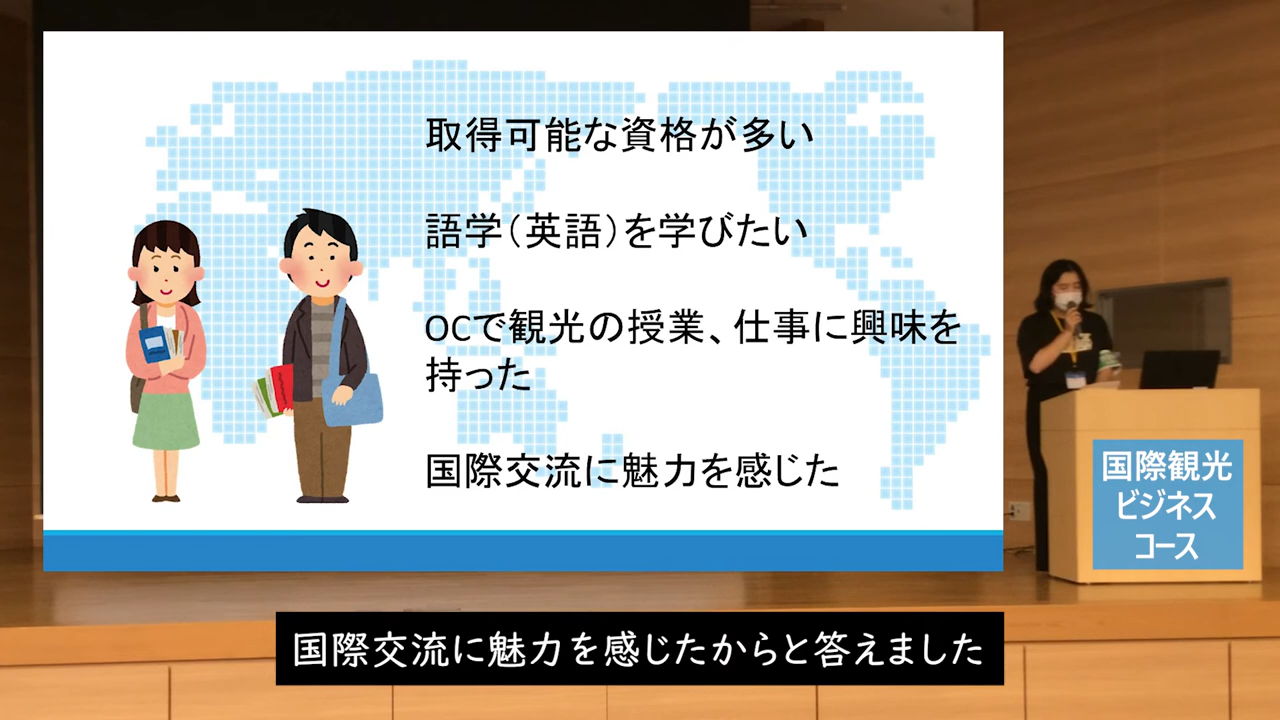 取得可能な資格が多い
語学(英語)を学びたい
OCで観光の授業、仕事に興味を
持った
国際交流に魅力を感じた
国際観光
ビジネス
コース
国際交流に魅力を感じたからと答えました